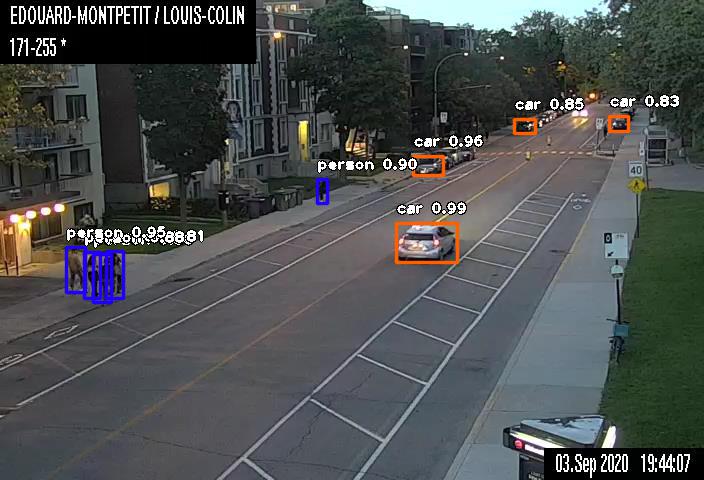 EDOUARD-MONTPETIT / LOUIS-COLIN
171-255 *
car 0.85
car 0.83
car 0.96
person 0.90
car 0.99
40
person 0.95
03.Sep 2020 19:44:07